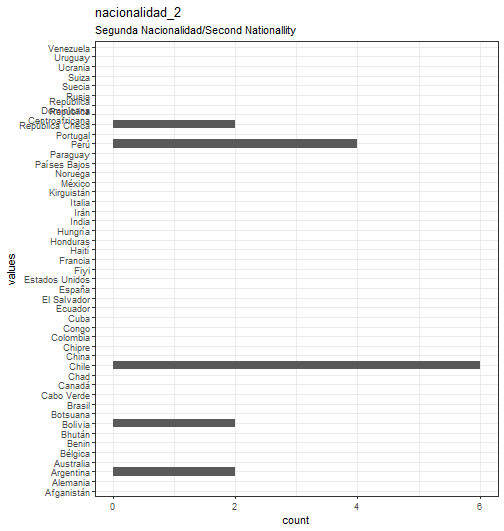 nacionalidad_2
Segunda Nacionalidad/Second Nationallity
Venezuela
Uruguay
Ucrania
Suiza
Suecia
Rusia
República
Dominicana
República
Centroafricana
República Checa
Portugal
Perú
Paraguay
Países Bajos
Noruega
México
Kirguistán
Italia
Irán
India
Hungría
Honduras
Haití
Francia
Fiyi
Estados Unidos
España
El Salvador
Ecuador
Cuba
Congo
Colombia
Chipre
China
Chile
Chad
Canadá
Cabo Verde
Brasil
Botsuana
Bolivia
Bhután
Benín
Bélgica
Australia
Argentina
Alemania
Afganistán
values
0 2 4 6
count